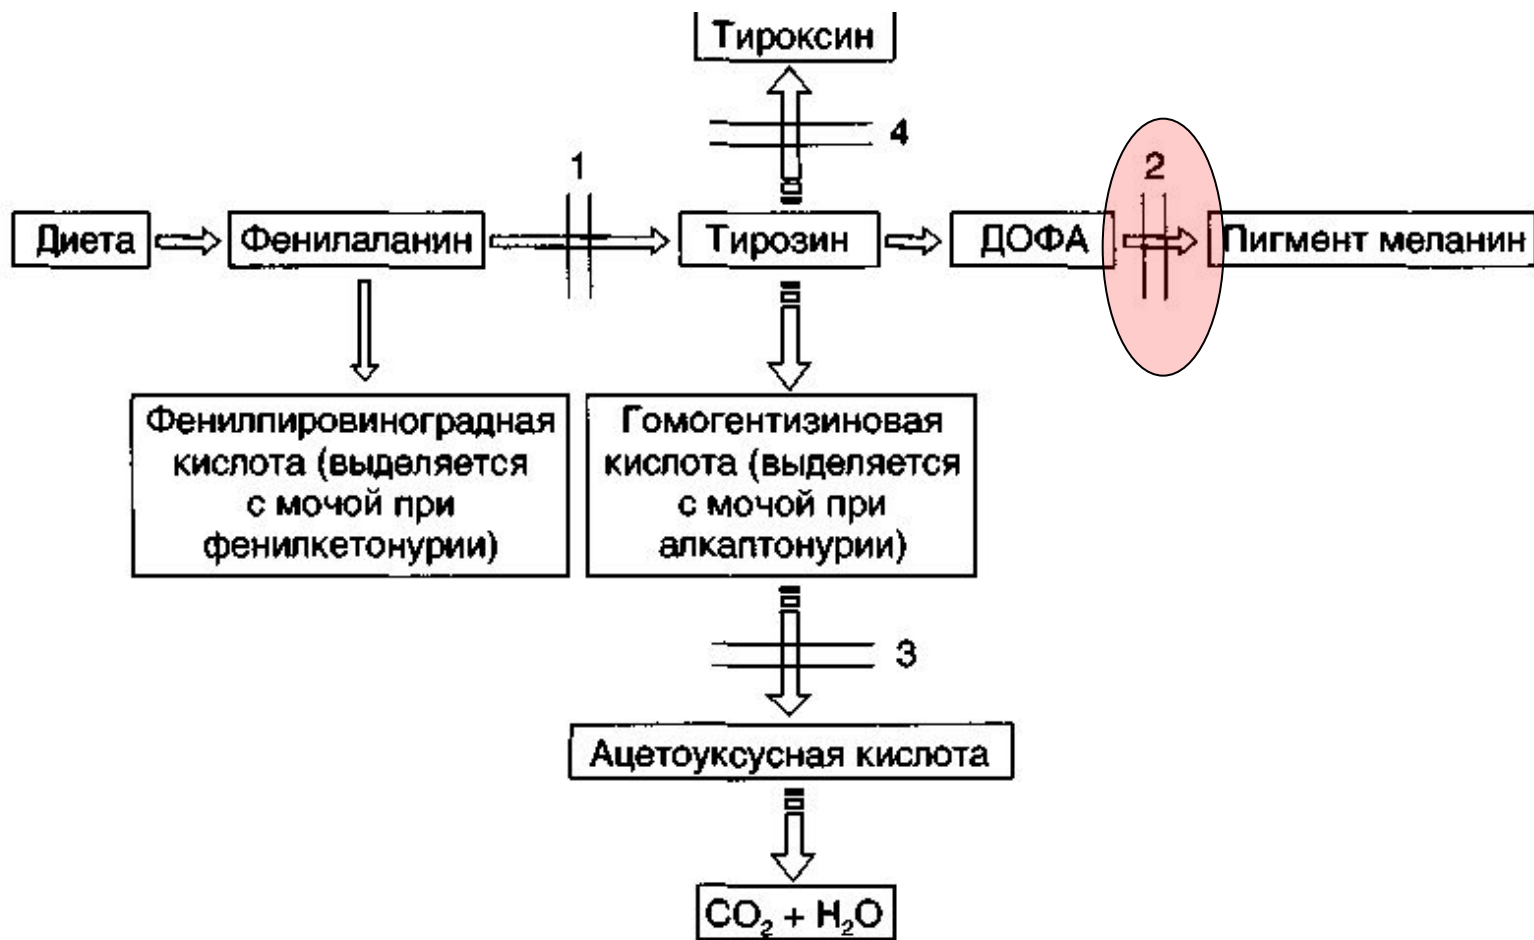 Тироксин
4
1
2
Диета
Фенилаланин
Тирозин
ДОФА
Пигмент меланин
Фенилпировиноградная
кислота (выделяется
с мочой при
фенилкетонурии)
Гомогентизиновая
кислота (выделяется
с мочой при
алкаптонурии)
3
Ацетоуксусная кислота
CO₂ + H₂O